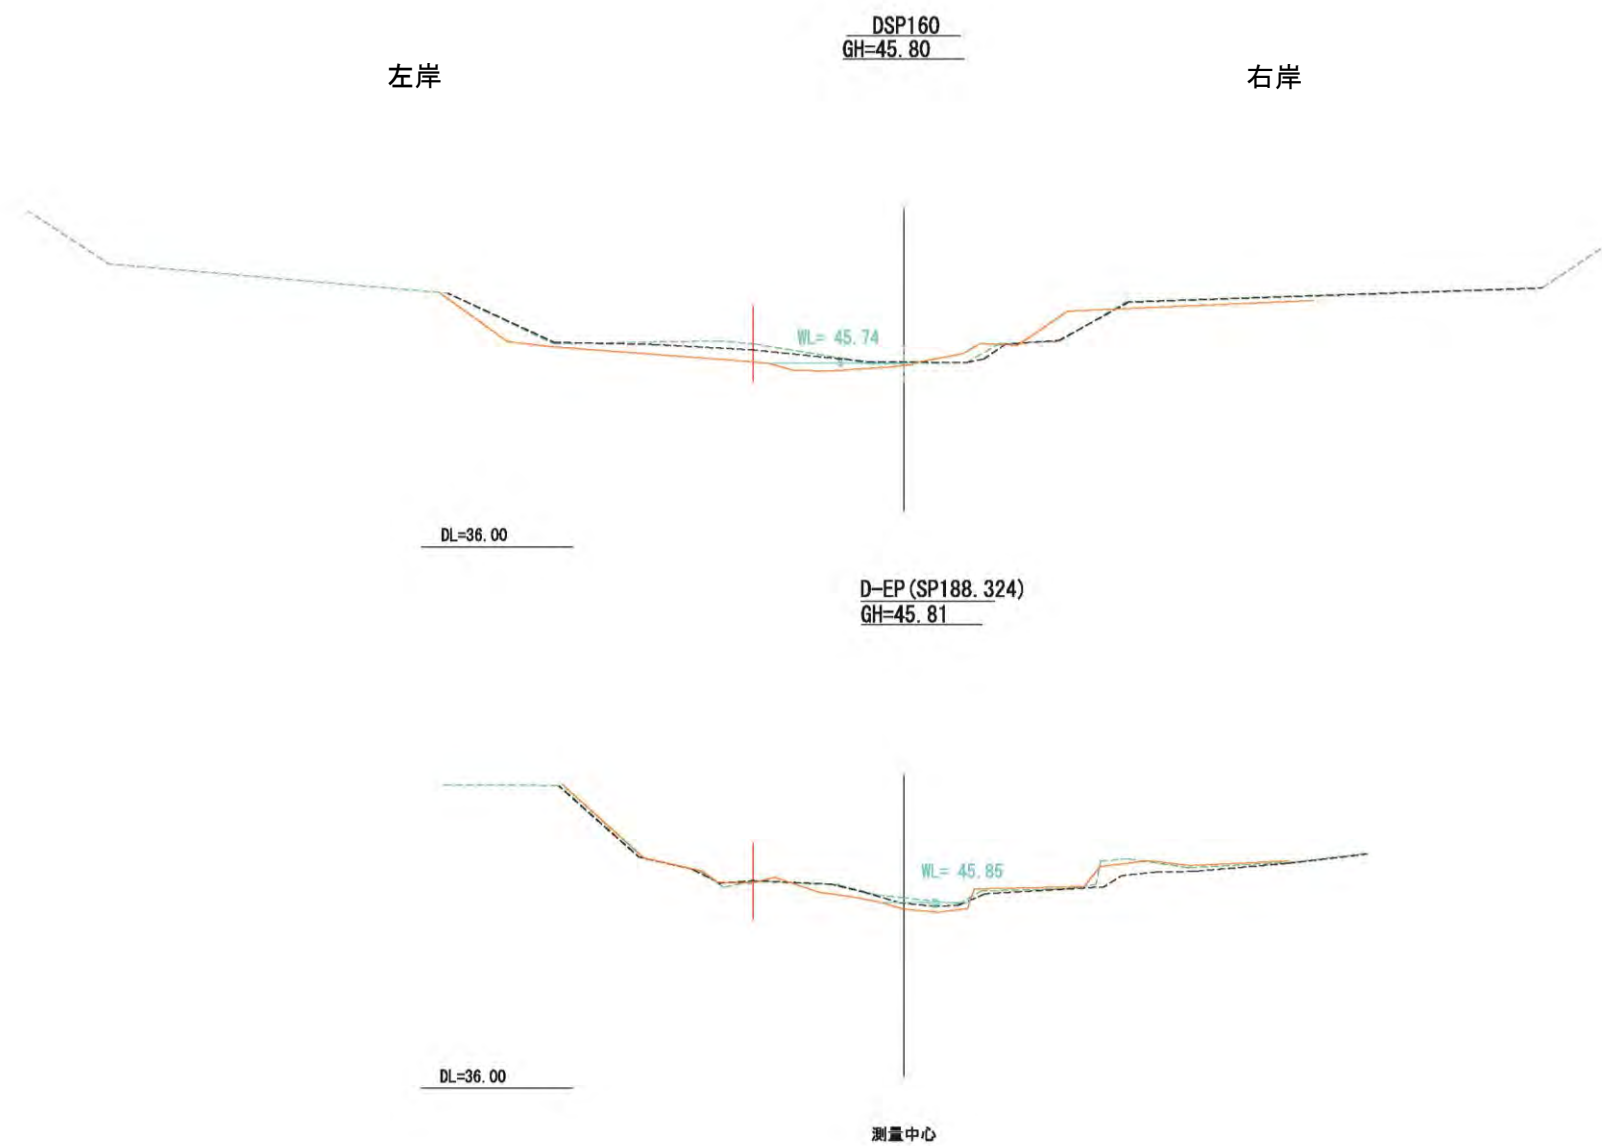 DSP160
GH=45.80
左岸
右岸
WL= 45.74
DL=36.00
D-EP(SP188.324)
GH=45.81
WL= 45.85
DL=36.00
測量中心